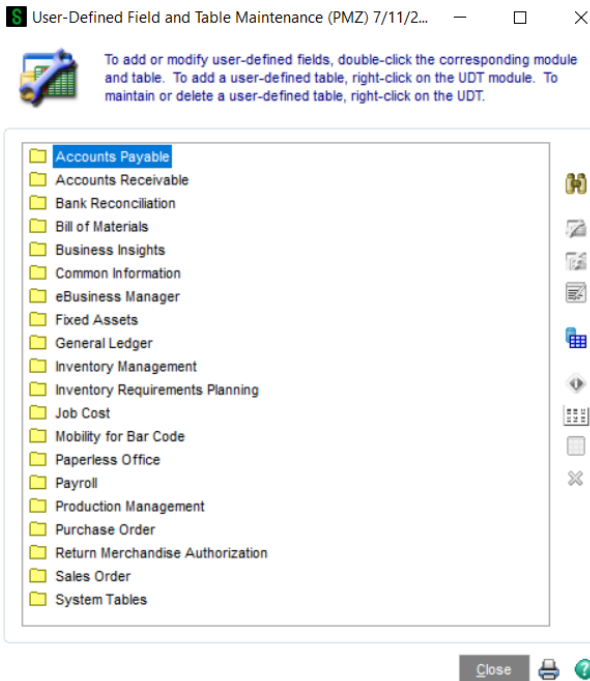 S User-Defined Field and Table Maintenance (PMZ) 7/11/2...
To add or modify user-defined fields, double-click the corresponding module
and table. To add a user-defined table, right-click on the UDT module. To
maintain or delete a user-defined table, right-click on the UDT.
Accounts Payable
Accounts Receivable
Bank Reconciliation
Bill of Materials
Business Insights
Common Information
eBusiness Manager
Fixed Assets
General Ledger
Inventory Management
Inventory Requirements Planning
Job Cost
Mobility for Bar Code
Paperless Office
Payroll
Production Management
Purchase Order
Return Merchandise Authorization
Sales Order
System Tables
Close
?